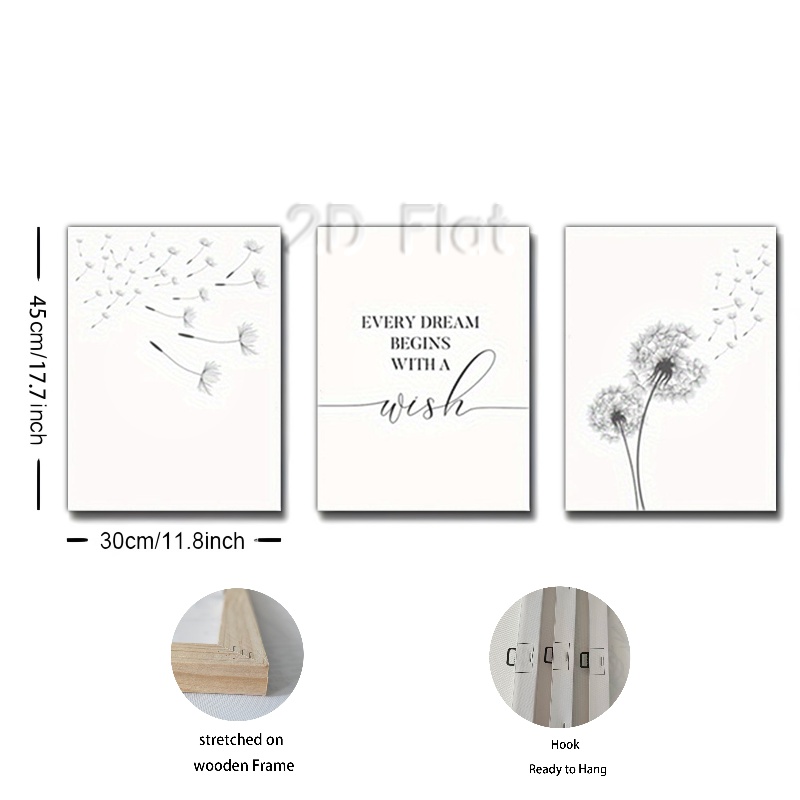 2D Flat
EVERY DREAM
BEGINS
WITH A
wish
45cm/17.7inch
30cm/11.8inch
stretched on
wooden Frame
Hook
Ready to Hang